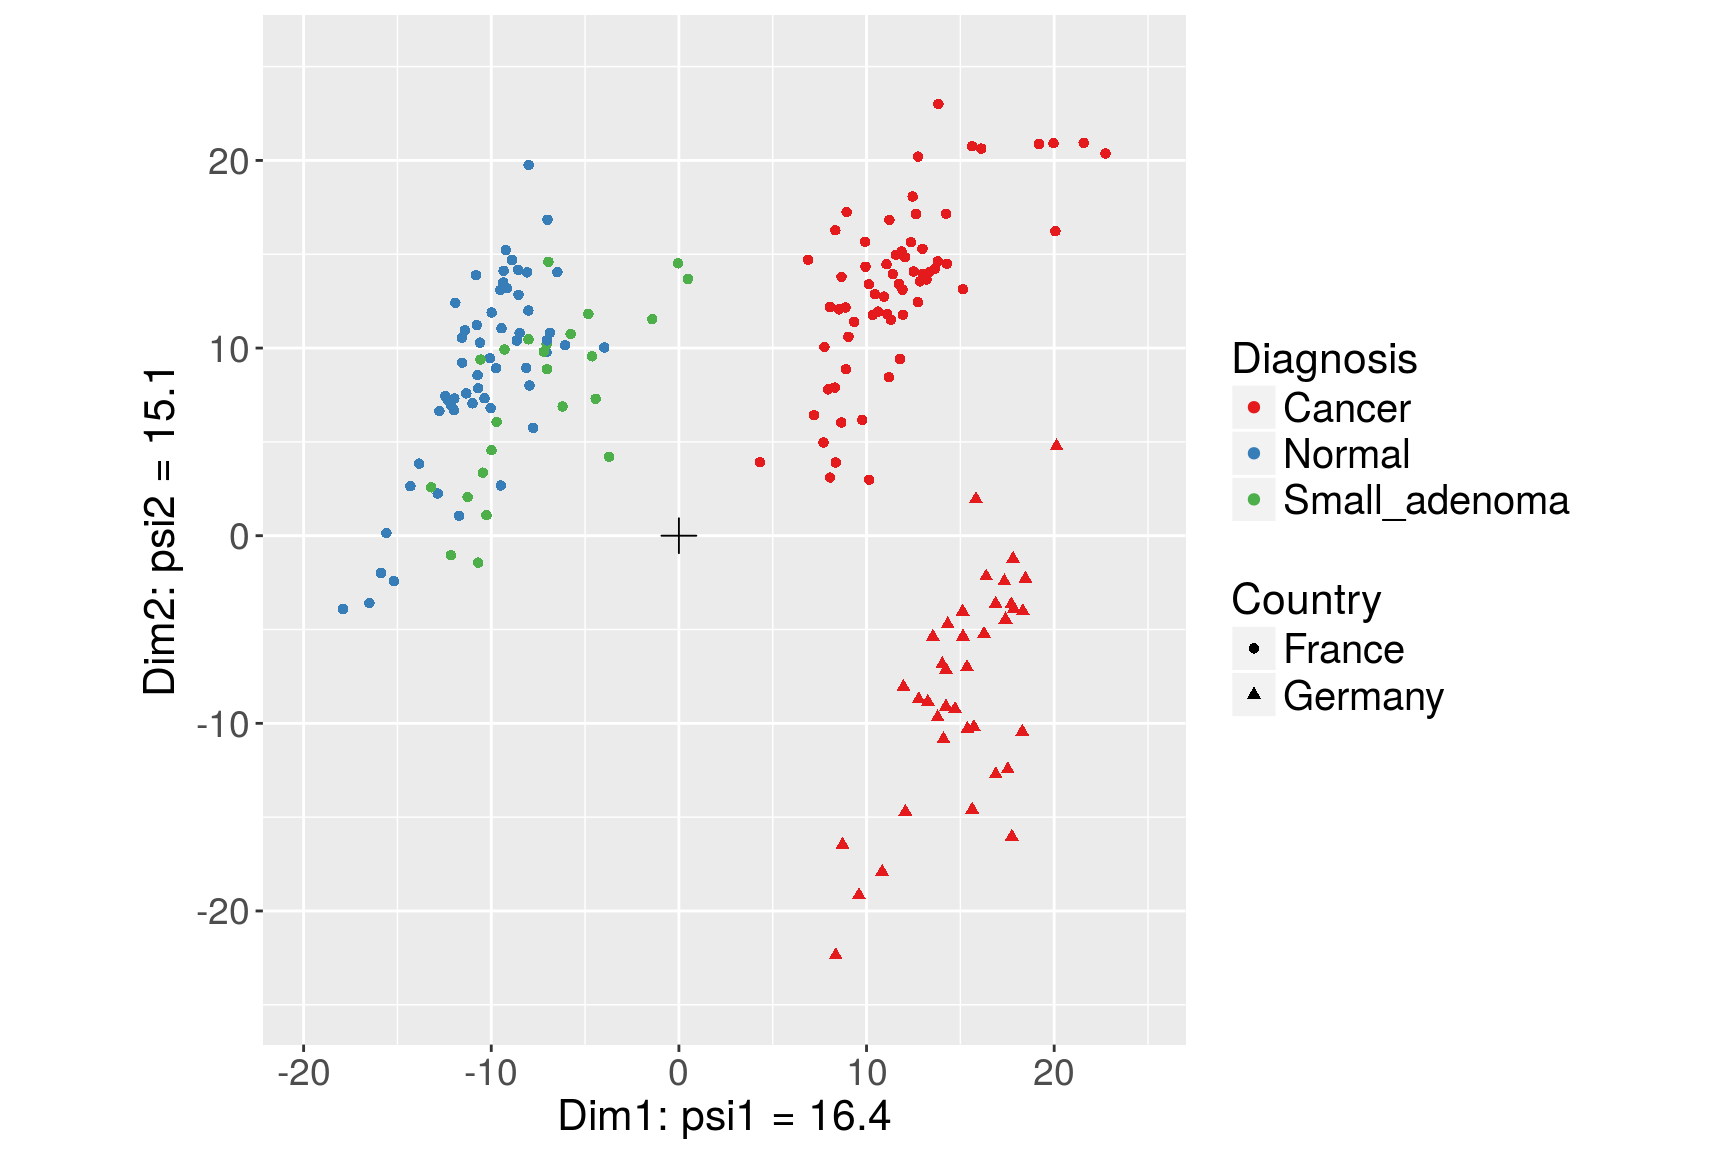 20
10
0
-10
-20
Dim2: psi2 = 15.1
-20 -10 0 10 20
Dim1: psi1 = 16.4
Diagnosis
Cancer
Normal
Small_adenoma
Country
France
Germany